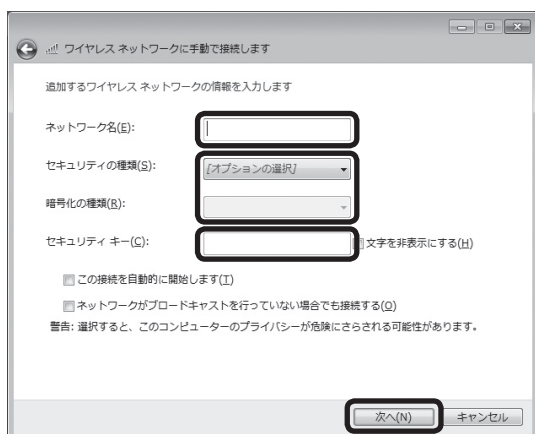 ワイヤレス ネットワークに手動で接続します
追加するワイヤレス ネットワークの情報を入力します
ネットワーク名(E):
セキュリティの種類(S):
[オプションの選択]
暗号化の種類(R):
セキュリティ キー(C):
文字を非表示にする(H)
この接続を自動的に開始します(T)
ネットワークがブロードキャストを行っていない場合でも接続する(O)
警告: 選択すると、このコンピューターのプライバシーが危険にさらされる可能性があります。
次へ(N)
キャンセル